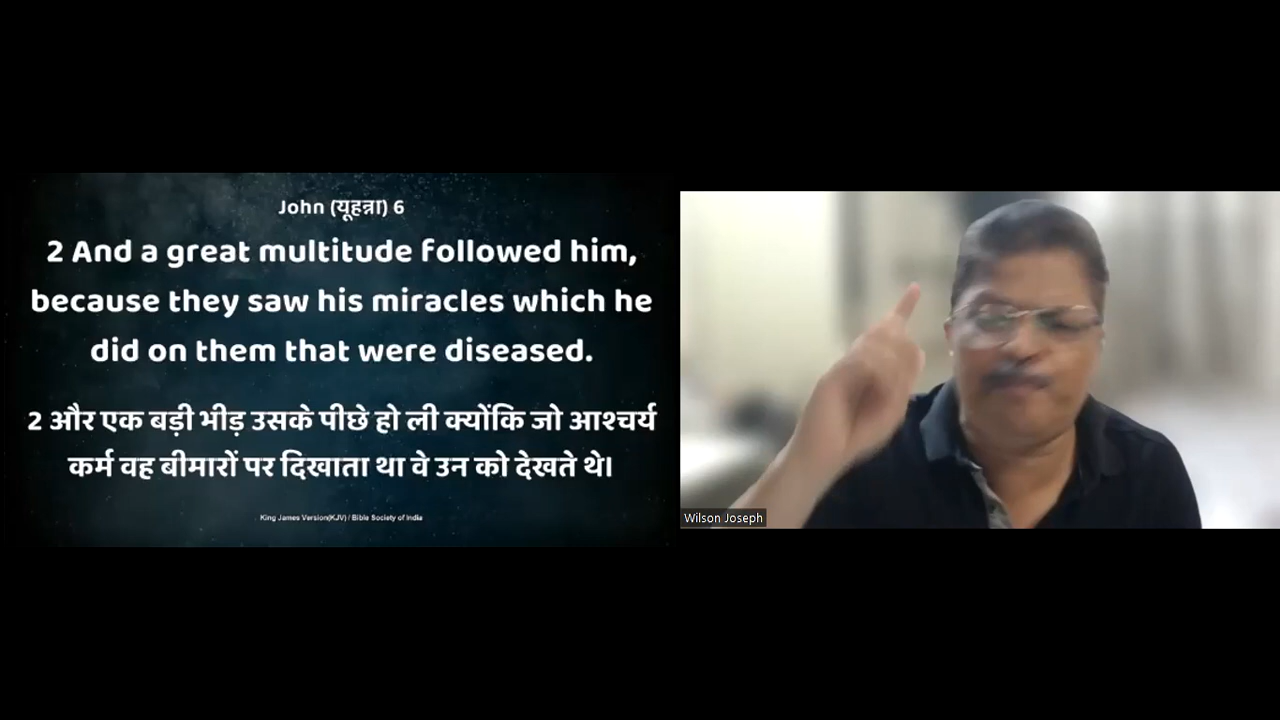 John (यूहन्ना) 6
2 And a great multitude followed him,
because they saw his miracles which he
did on them that were diseased.
2 और एक बड़ी भीड़ उसके पीछे हो ली क्योंकि जो आश्चर्य
कर्म वह बीमारों पर दिखाता था वे उन को देखते थे।
King James Version(KJV) / Bible Society of India
Wilson Joseph